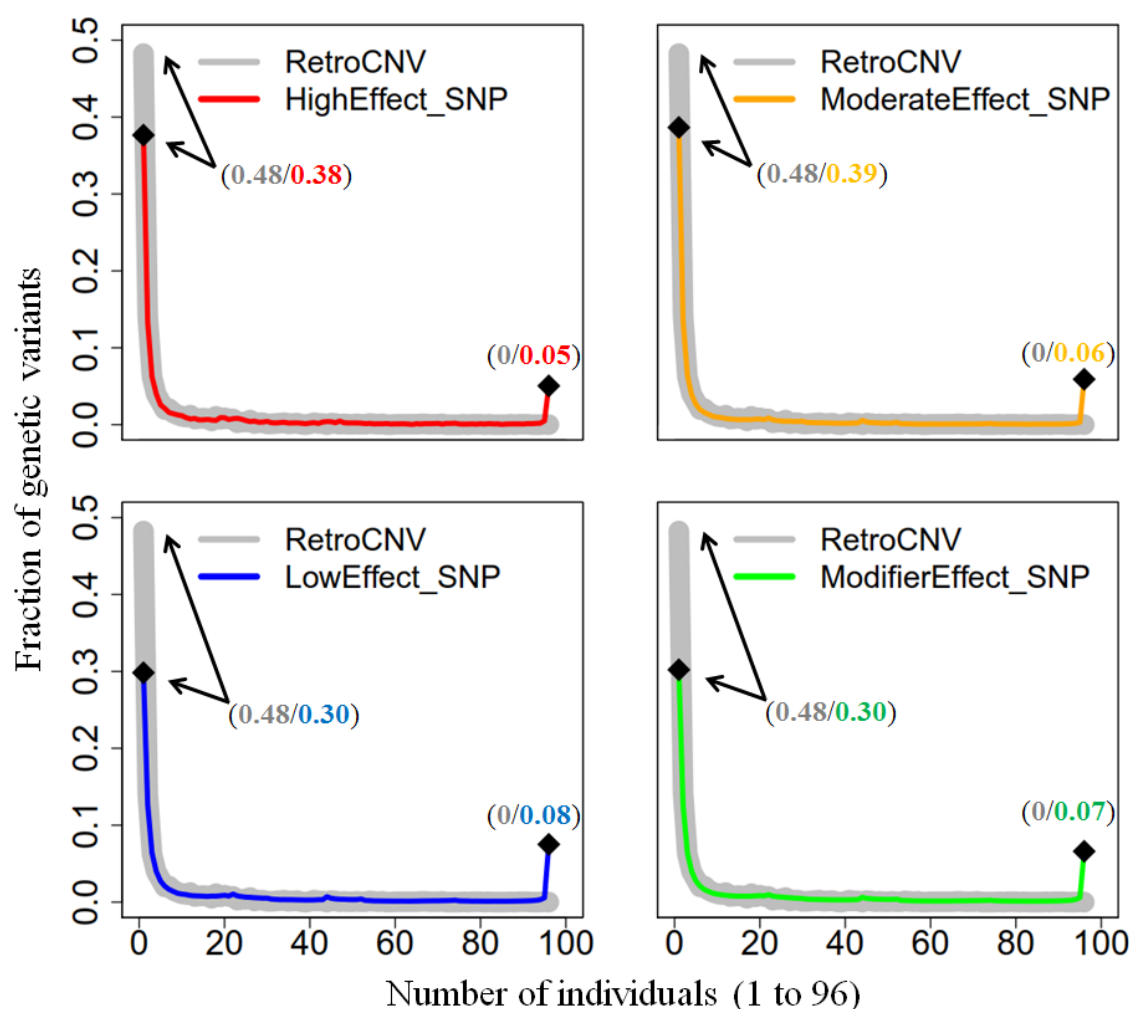 Fraction of genetic variants
0.5
0.4
0.3
0.2
0.1
0.0
RetroCNV
HighEffect_SNP
(0.48/0.38)
(0/0.05)
RetroCNV
ModerateEffect_SNP
(0.48/0.39)
(0/0.06)
0.5
0.4
0.3
0.2
0.1
0.0
RetroCNV
LowEffect_SNP
(0.48/0.30)
(0/0.08)
0 20 40 60 80 100
RetroCNV
ModifierEffect_SNP
(0.48/0.30)
(0/0.07)
0 20 40 60 80 100
Number of individuals (1 to 96)